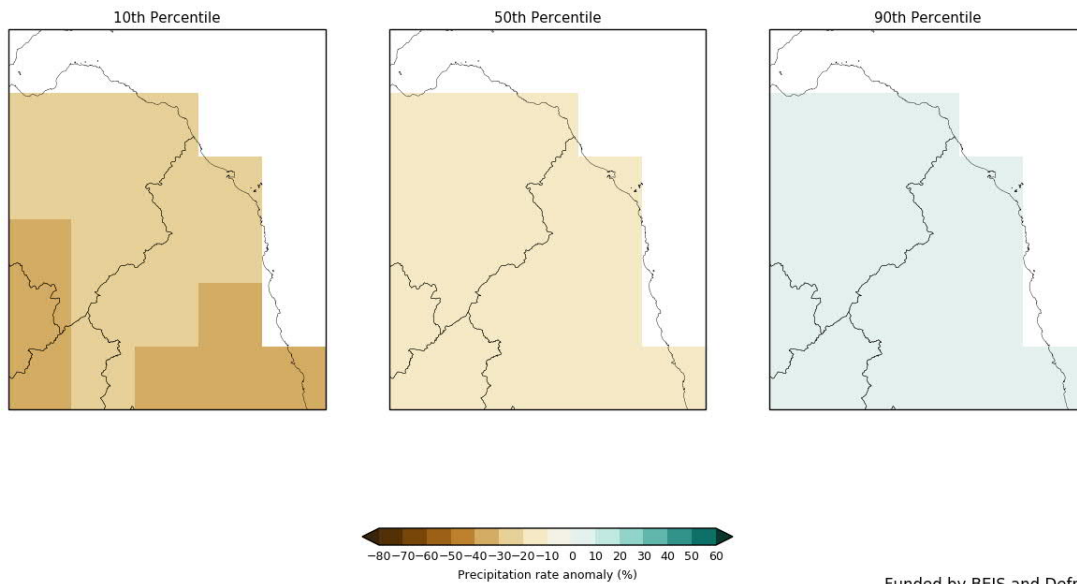 10th Percentile
50th Percentile
90th Percentile
−80−70−60−50−40−30−20−10 0 10 20 30 40 50 60
Precipitation rate anomaly (%)
Funded by BEIS and